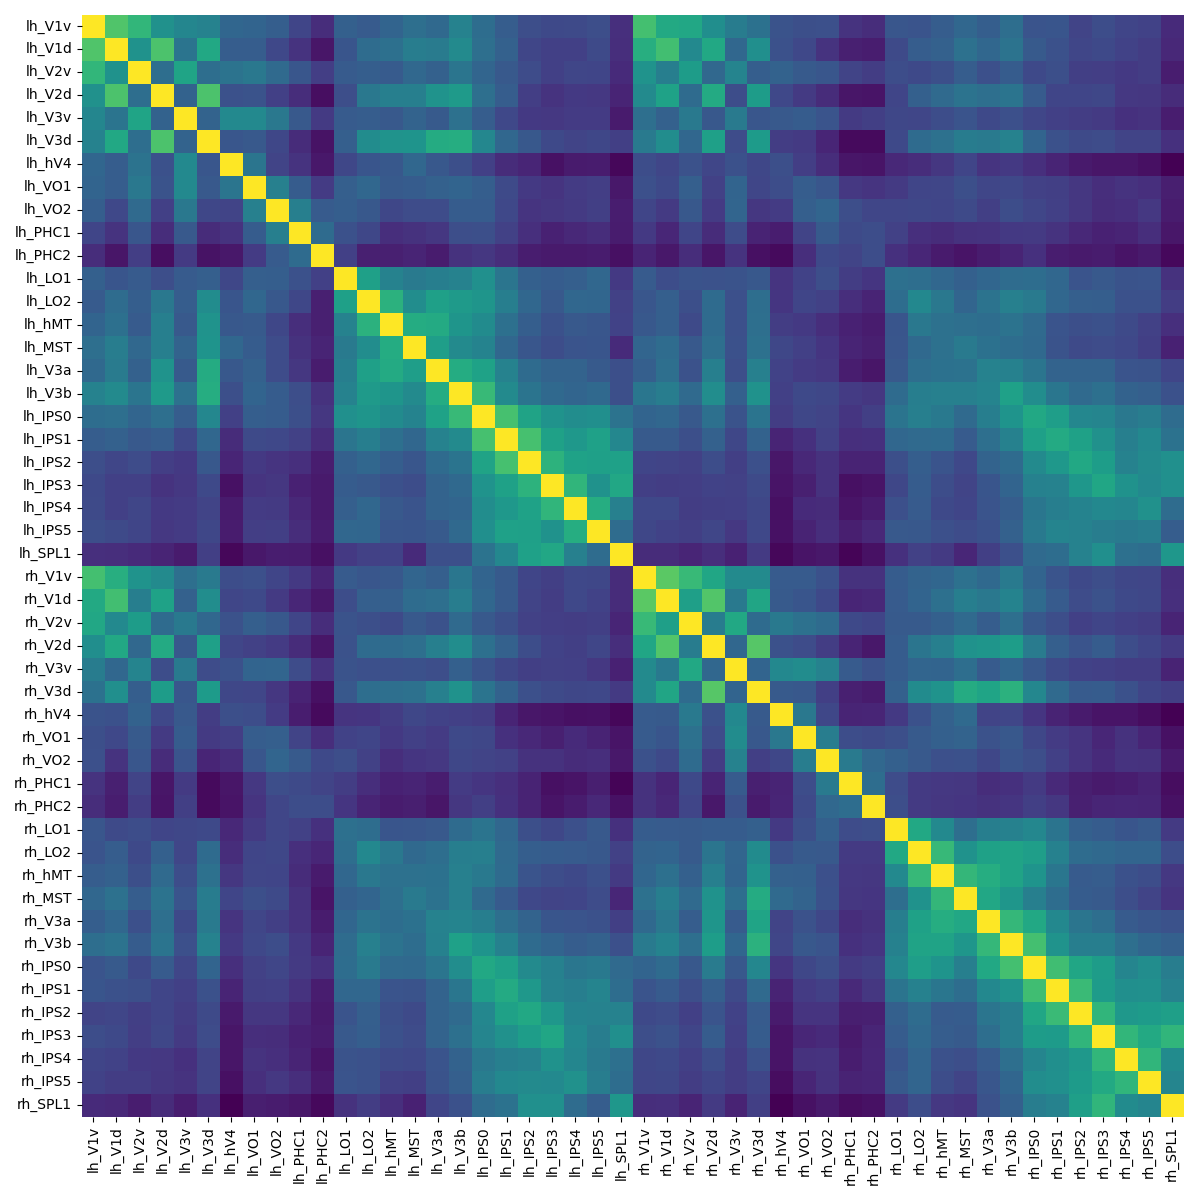 lh_V1v
lh_V1d
lh_V2v
lh_V2d
lh_V3v
lh_V3d
lh_hV4
lh_VO1
lh_VO2
lh_PHC1
lh_PHC2
lh_LO1
lh_LO2
lh_hMT
lh_MST
lh_V3a
lh_V3b
lh_IPS0
lh_IPS1
lh_IPS2
lh_IPS3
lh_IPS4
lh_IPS5
lh_SPL1
rh_V1v
rh_V1d
rh_V2v
rh_V2d
rh_V3v
rh_V3d
rh_hV4
rh_VO1
rh_VO2
rh_PHC1
rh_PHC2
rh_LO1
rh_LO2
rh_hMT
rh_MST
rh_V3a
rh_V3b
rh_IPS0
rh_IPS1
rh_IPS2
rh_IPS3
rh_IPS4
rh_IPS5
rh_SPL1
lh_V1v
lh_V1d
lh_V2v
lh_V2d
lh_V3v
lh_V3d
lh_hV4
lh_VO1
lh_VO2
lh_PHC1
lh_PHC2
lh_LO1
lh_LO2
lh_hMT
lh_MST
lh_V3a
lh_V3b
lh_IPS0
lh_IPS1
lh_IPS2
lh_IPS3
lh_IPS4
lh_IPS5
lh_SPL1
rh_V1v
rh_V1d
rh_V2v
rh_V2d
rh_V3v
rh_V3d
rh_hV4
rh_VO1
rh_VO2
rh_PHC1
rh_PHC2
rh_LO1
rh_LO2
rh_hMT
rh_MST
rh_V3a
rh_V3b
rh_IPS0
rh_IPS1
rh_IPS2
rh_IPS3
rh_IPS4
rh_IPS5
rh_SPL1